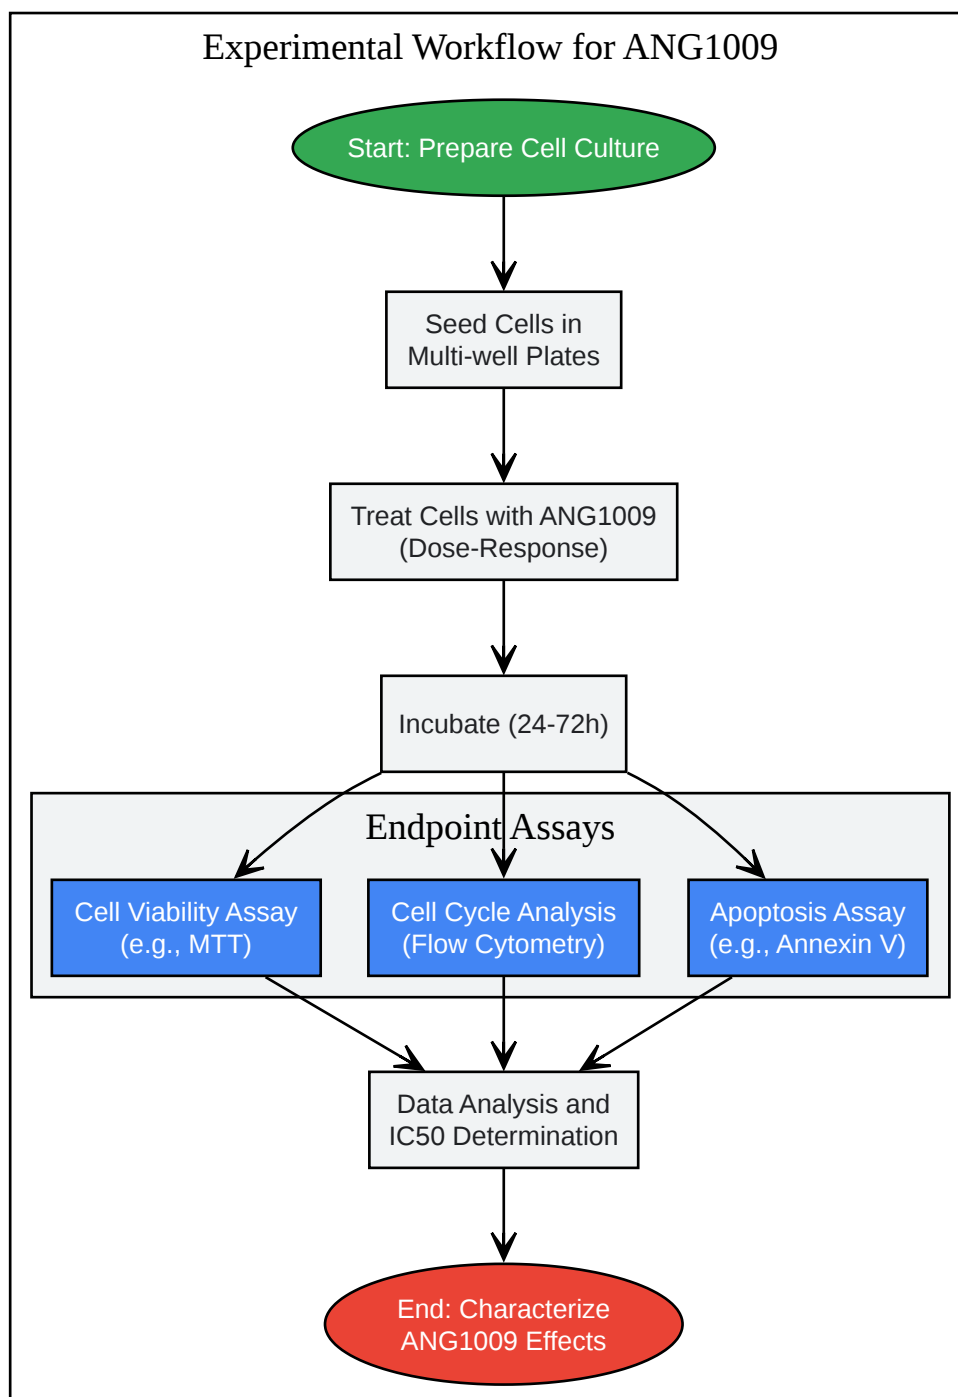 Experimental Workflow for ANG1009
Start: Prepare Cell Culture
Seed Cells in
Multi-well Plates
Treat Cells with ANG1009
(Dose-Response)
Incubate (24-72h)
Endpoint Assays
Cell Viability Assay
(e.g., MTT)
Cell Cycle Analysis
(Flow Cytometry)
Apoptosis Assay
(e.g., Annexin V)
Data Analysis and
IC50 Determination
End: Characterize
ANG1009 Effects